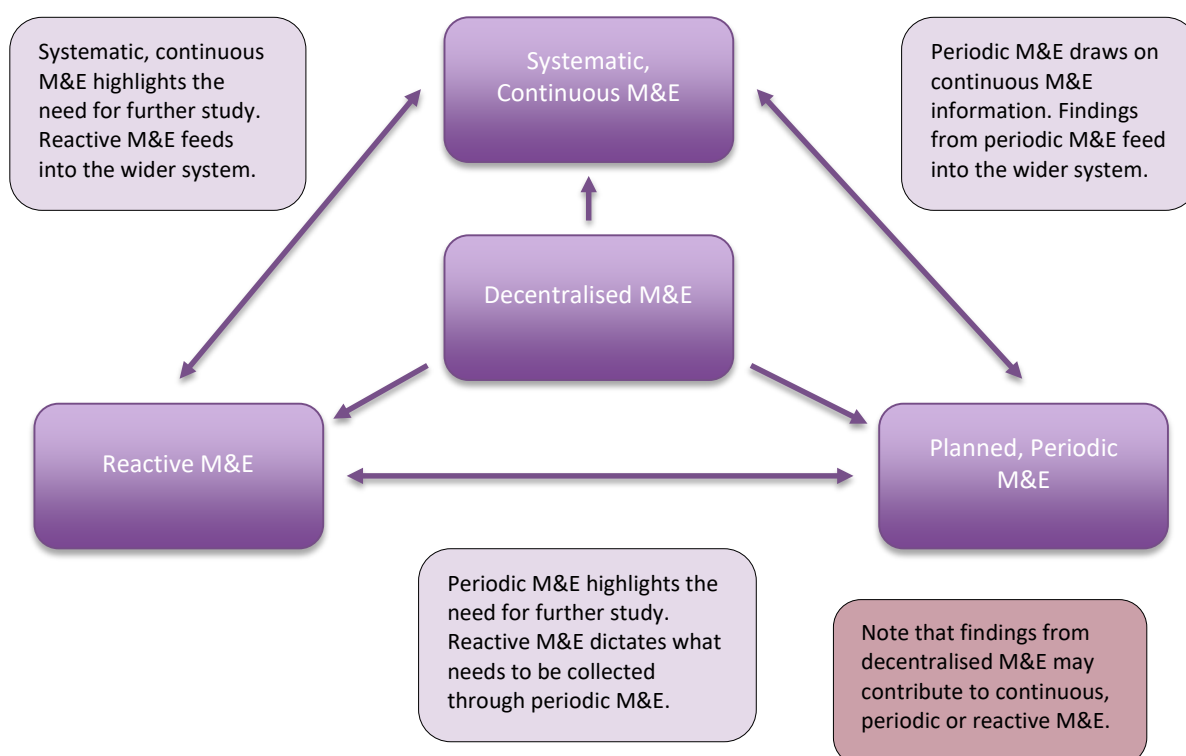 Systematic, continuous
M&E highlights the
need for further study.
Reactive M&E feeds
into the wider system.
Systematic,
Continuous M&E
Periodic M&E draws on
continuous M&E
information. Findings
from periodic M&E feed
into the wider system.
Decentralised M&E
Reactive M&E
Planned, Periodic
M&E
Periodic M&E highlights the
need for further study.
Reactive M&E dictates what
needs to be collected
through periodic M&E.
Note that findings from
decentralised M&E may
contribute to continuous,
periodic or reactive M&E.